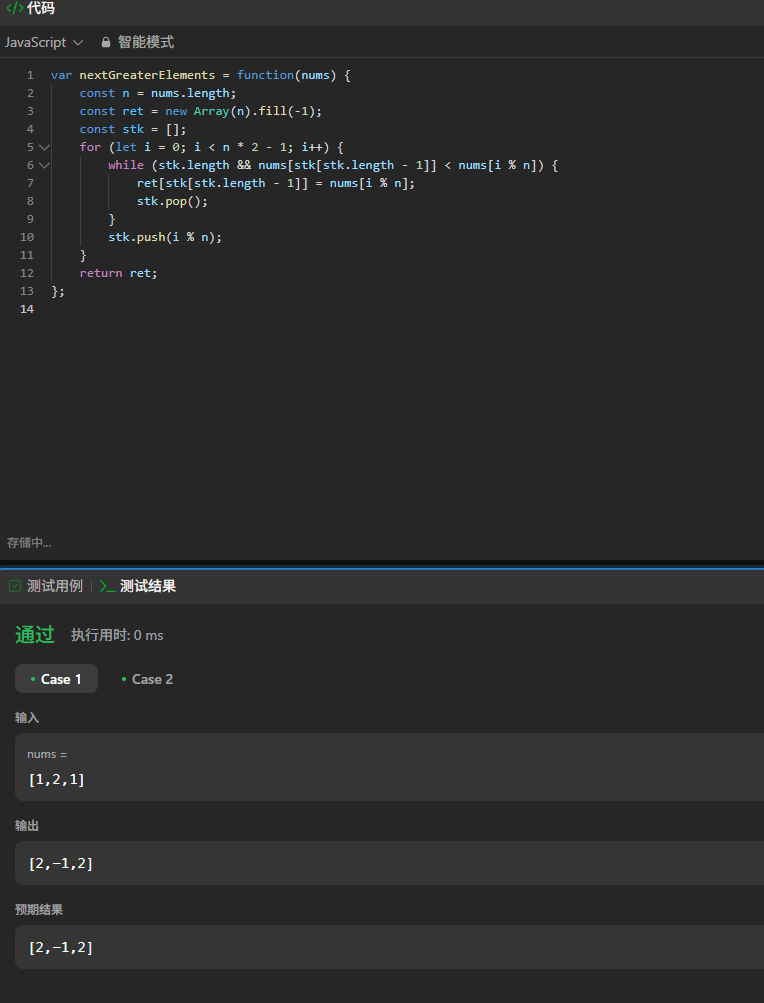 </> 代码
JavaScript 智能模式
1 var nextGreaterElements = function(nums) {
2     const n = nums.length;
3     const ret = new Array(n).fill(-1);
4     const stk = [];
5     for (let i = 0; i < n * 2 - 1; i++) {
6         while (stk.length && nums[stk[stk.length - 1]] < nums[i % n]) {
7             ret[stk[stk.length - 1]] = nums[i % n];
8             stk.pop();
9         }
10         stk.push(i % n);
11     }
12     return ret;
13 };
14
存储中...
测试用例 | >_ 测试结果
通过 执行用时: 0 ms
• Case 1 • Case 2
输入
nums =
[1,2,1]
输出
[2,-1,2]
预期结果
[2,-1,2]